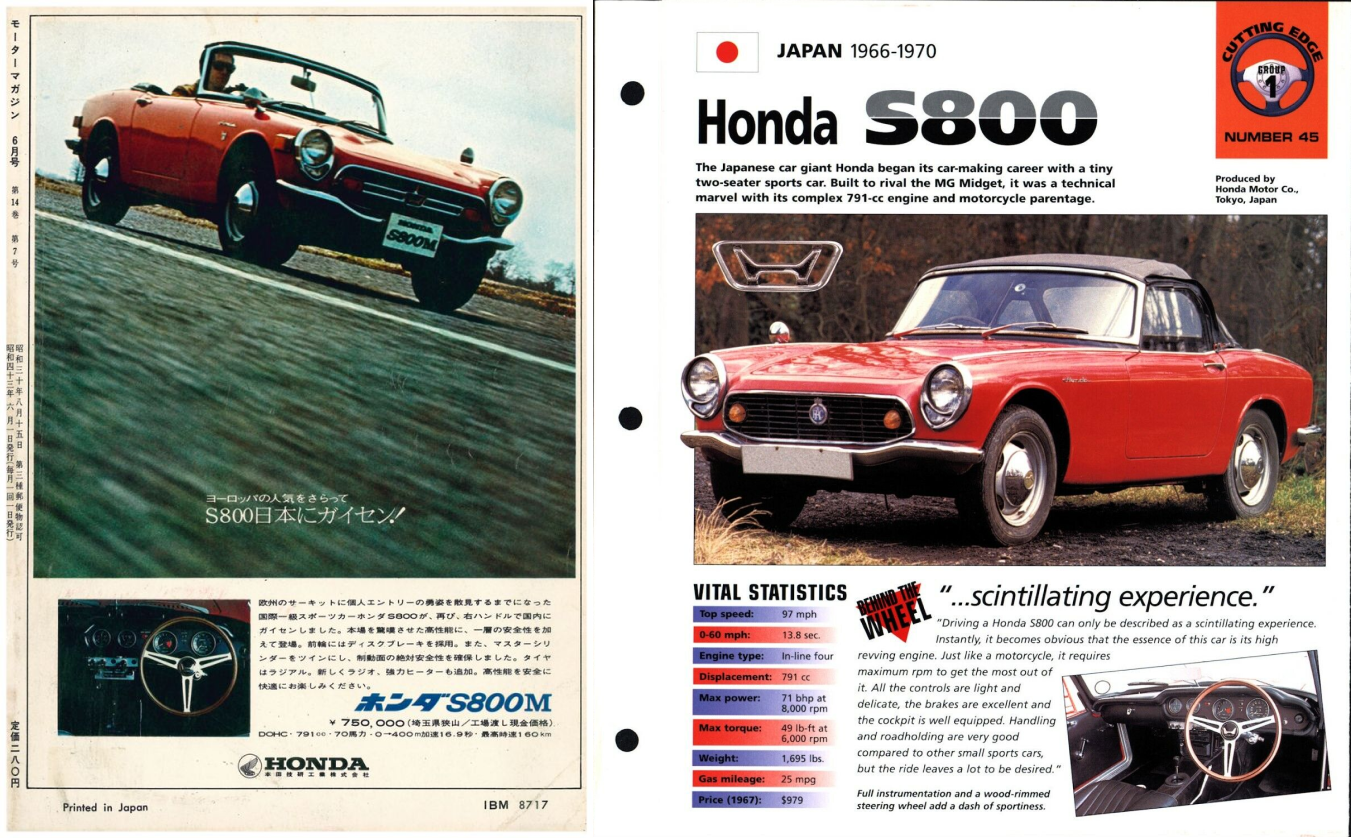 モーターマガジン 6月号 第14巻 第7号
昭和三十年八月十五日 第三種郵便物認可
昭和四十三年六月一日発行(毎月一回一日発行)
定価二八〇円
HONDA
S800M
ヨーロッパの人気をさらって
S800日本にガイセン!
欧州のサーキットに個人エントリーの勇姿を散見するまでになった
国際一級スポーツカーホンダS800が、再び、右ハンドルで国内に
ガイセンしました。本場を驚嘆させた高性能に、一層の安全性を加
えて登場。前輪にはディスクブレーキを採用。また、マスターシリ
ンダーをツインにし、制動面の絶対安全性を確保しました。タイヤ
はラジアル。新しくラジオ、強力ヒーターも追加。高性能を安全に
快適にお楽しみください。
ホンダS800M
¥750,000(埼玉県狭山/工場渡し現金価格)
DOHC・791cc・70馬力・0→400m加速16.9秒・最高時速160km
HONDA
本田技研工業株式会社
Printed in Japan
IBM 8717
JAPAN 1966-1970
Honda S800
CUTTING EDGE
GROUP
1
NUMBER 45
The Japanese car giant Honda began its car-making career with a tiny
two-seater sports car. Built to rival the MG Midget, it was a technical
marvel with its complex 791-cc engine and motorcycle parentage.
Produced by
Honda Motor Co.,
Tokyo, Japan
VITAL STATISTICS
Top speed: 97 mph
0-60 mph: 13.8 sec.
Engine type: In-line four
Displacement: 791 cc
Max power: 71 bhp at
8,000 rpm
Max torque: 49 lb-ft at
6,000 rpm
Weight: 1,695 lbs.
Gas mileage: 25 mpg
Price (1967): $979
BEHIND THE
WHEEL
“...scintillating experience.”
“Driving a Honda S800 can only be described as a scintillating experience.
Instantly, it becomes obvious that the essence of this car is its high
revving engine. Just like a motorcycle, it requires
maximum rpm to get the most out of
it. All the controls are light and
delicate, the brakes are excellent and
the cockpit is well equipped. Handling
and roadholding are very good
compared to other small sports cars,
but the ride leaves a lot to be desired.”
Full instrumentation and a wood-rimmed
steering wheel add a dash of sportiness.